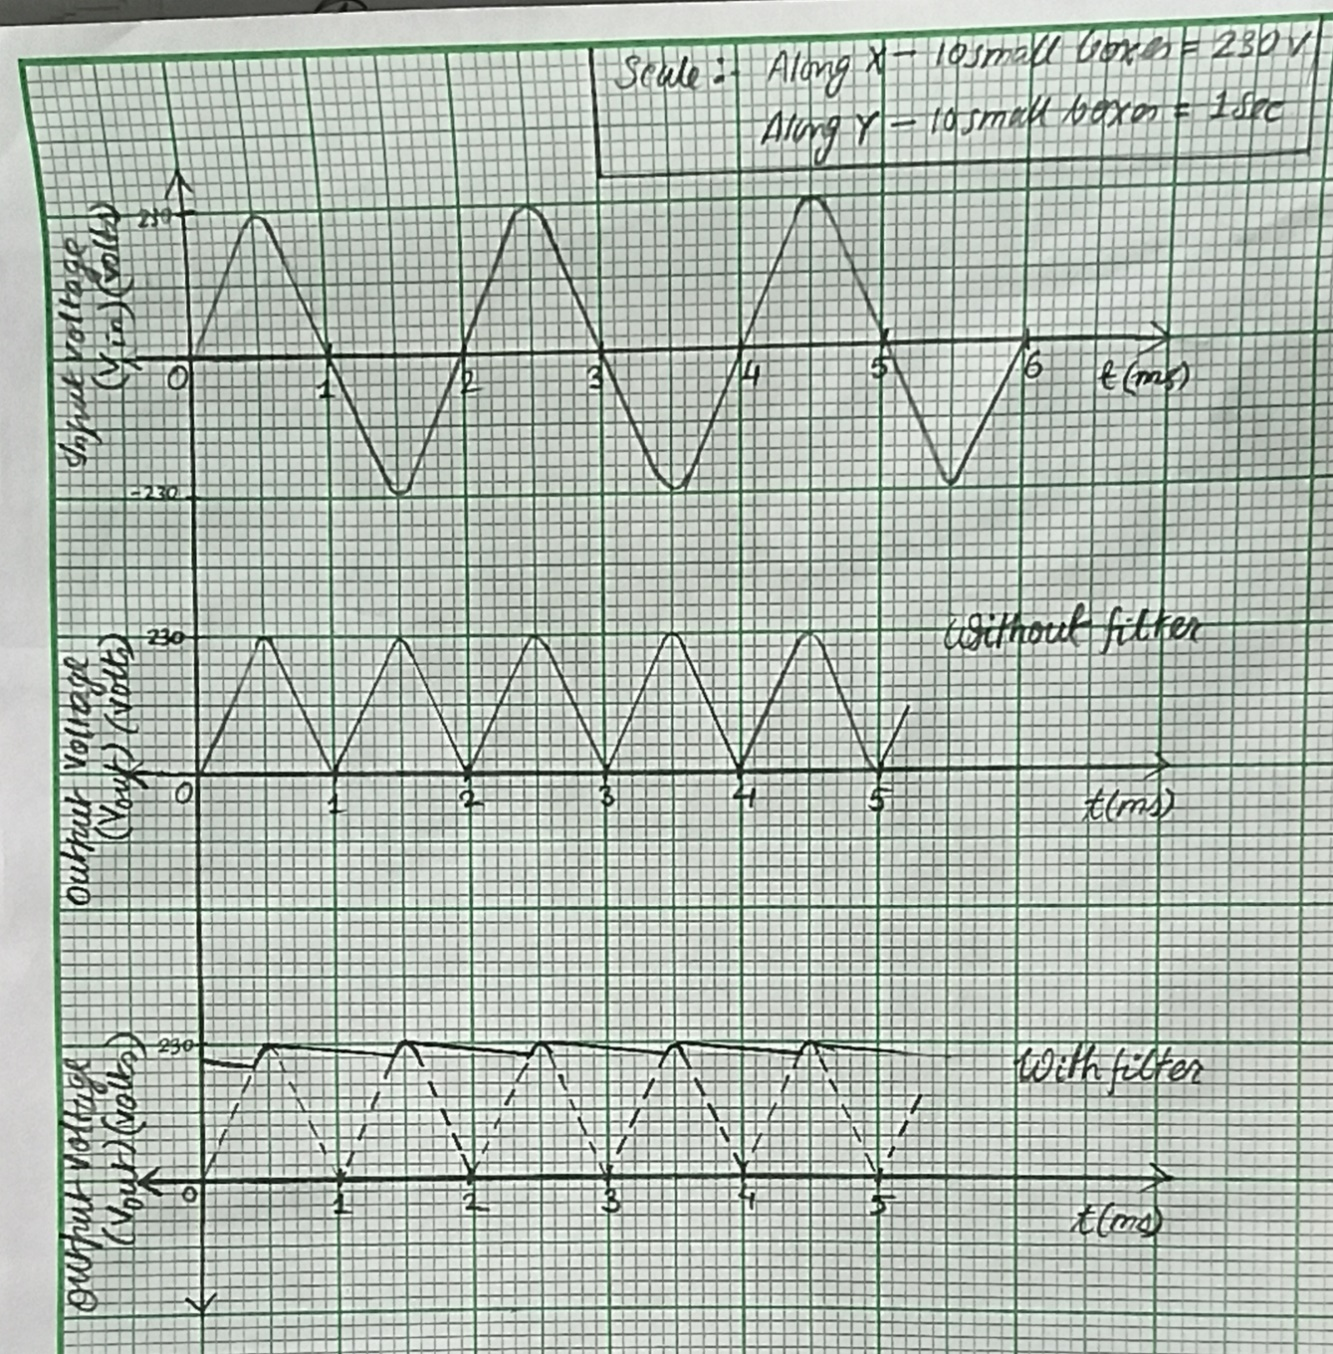 Scale :- Along X - 10 small boxes = 230 V
Along Y - 10 small boxes = 1 Sec
Input voltage
(Vin) (volts)
230
0
1
2
3
4
5
6
t(ms)
-230
Without filter
Output Voltage
(Vout) (volts)
230
0
1
2
3
4
5
t(ms)
With filter
Output Voltage
(Vout) (volts)
230
0
1
2
3
4
5
t(ms)